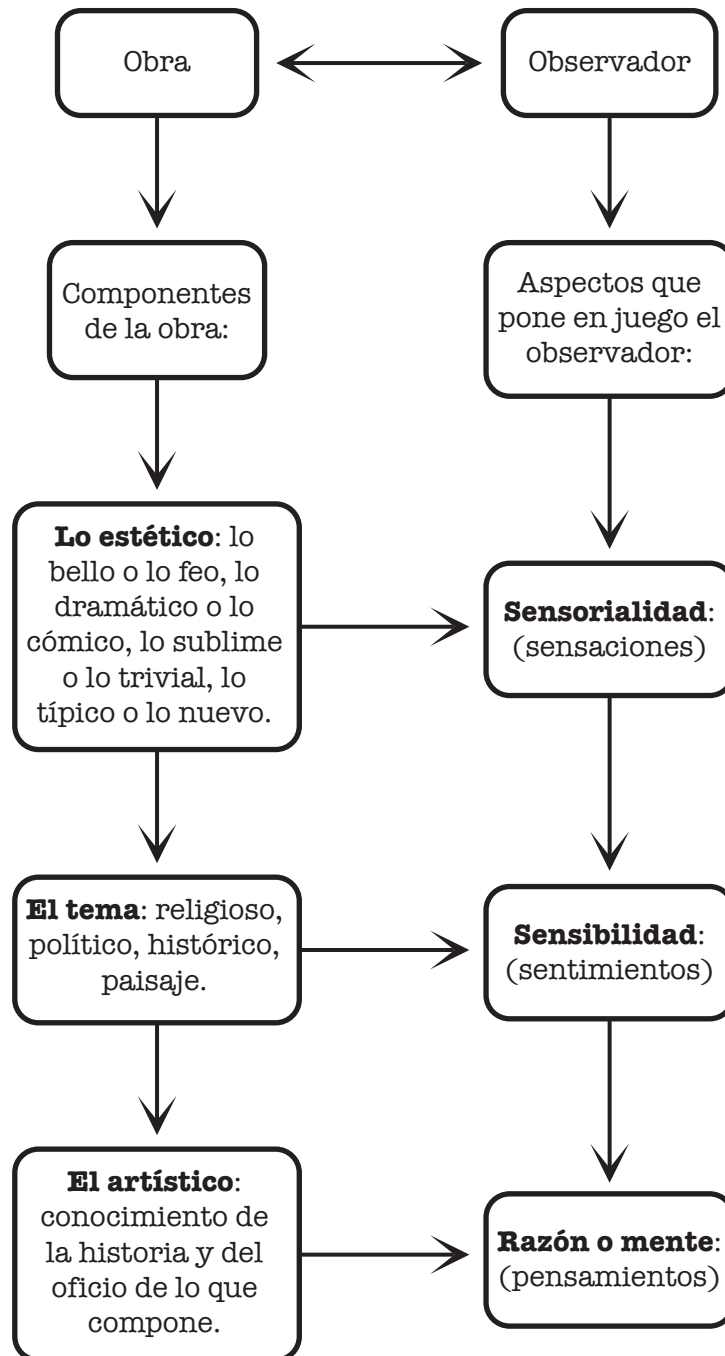 Obra
Observador
Componentes
de la obra:
Aspectos que
pone en juego el
observador:
Lo estético: lo
bello o lo feo, lo
dramático o lo
cómico, lo sublime
o lo trivial, lo
típico o lo nuevo.
Sensorialidad:
(sensaciones)
El tema: religioso,
político, histórico,
paisaje.
Sensibilidad:
(sentimientos)
El artístico:
conocimiento de
la historia y del
oficio de lo que
compone.
Razón o mente:
(pensamientos)